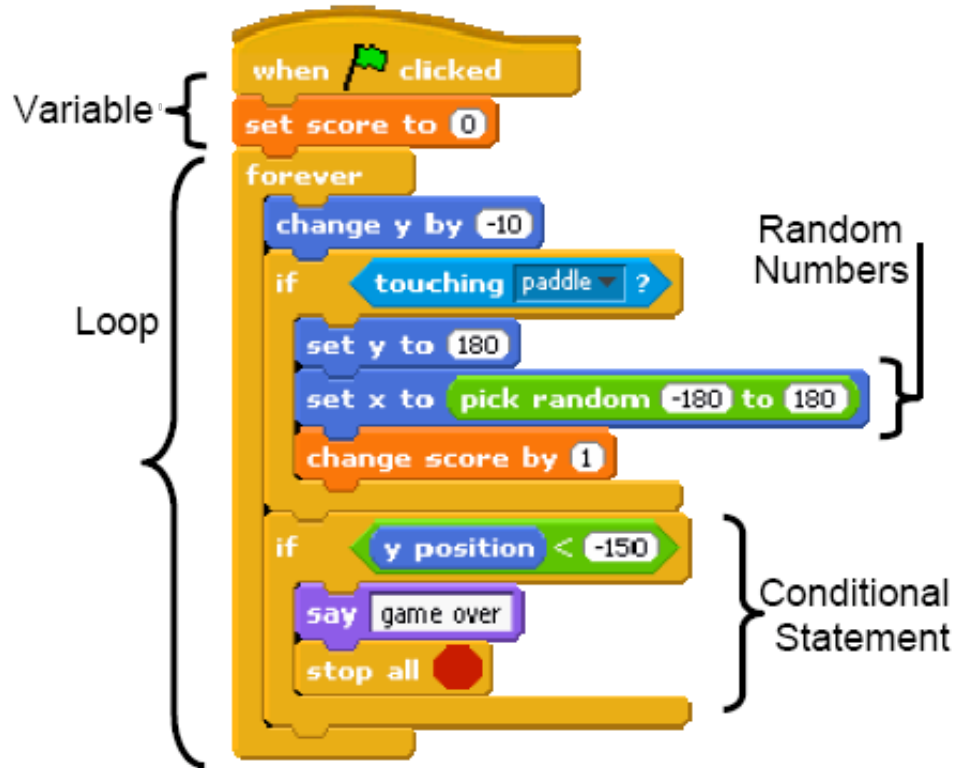 when clicked
Variable
set score to 0
forever
change y by -10
Random
Numbers
if touching paddle ?
Loop
set y to 180
set x to pick random -180 to 180
change score by 1
if y position < -150
Conditional
Statement
say game over
stop all